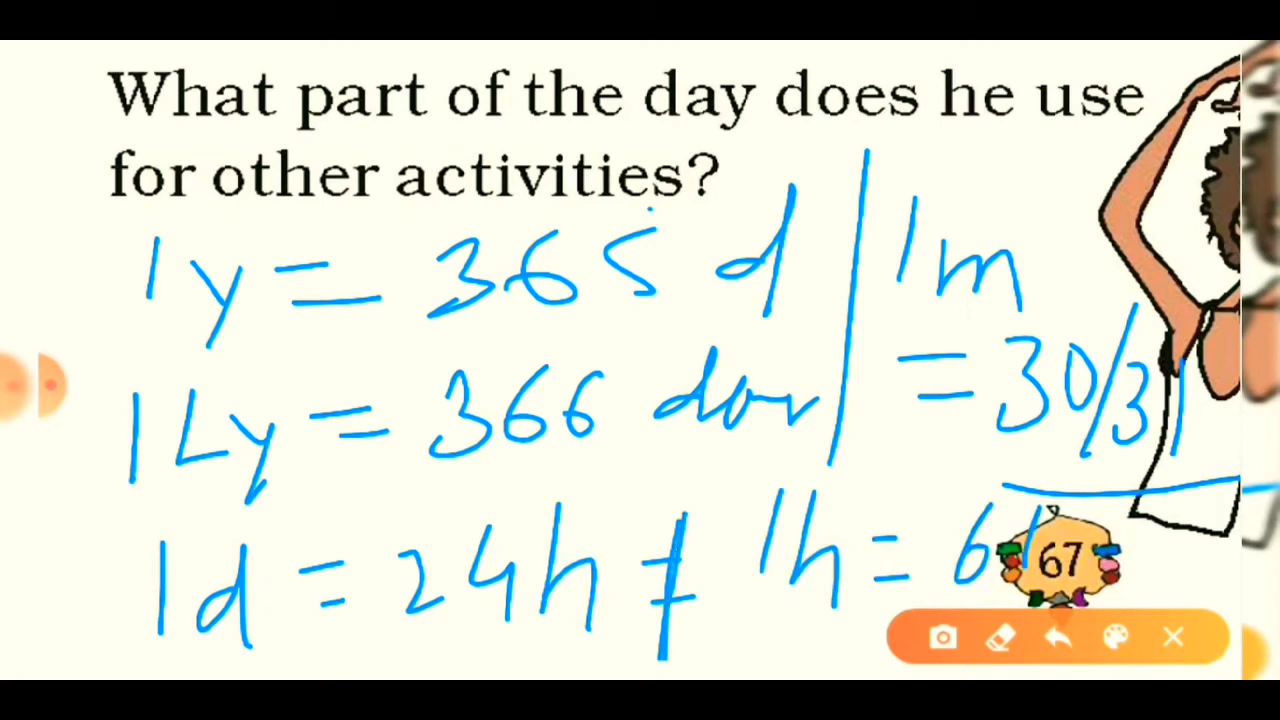 What part of the day does he use
for other activities?
1y = 365 d
1m
= 30/31
1Ly = 366 day
1d = 24h
1h = 6
67